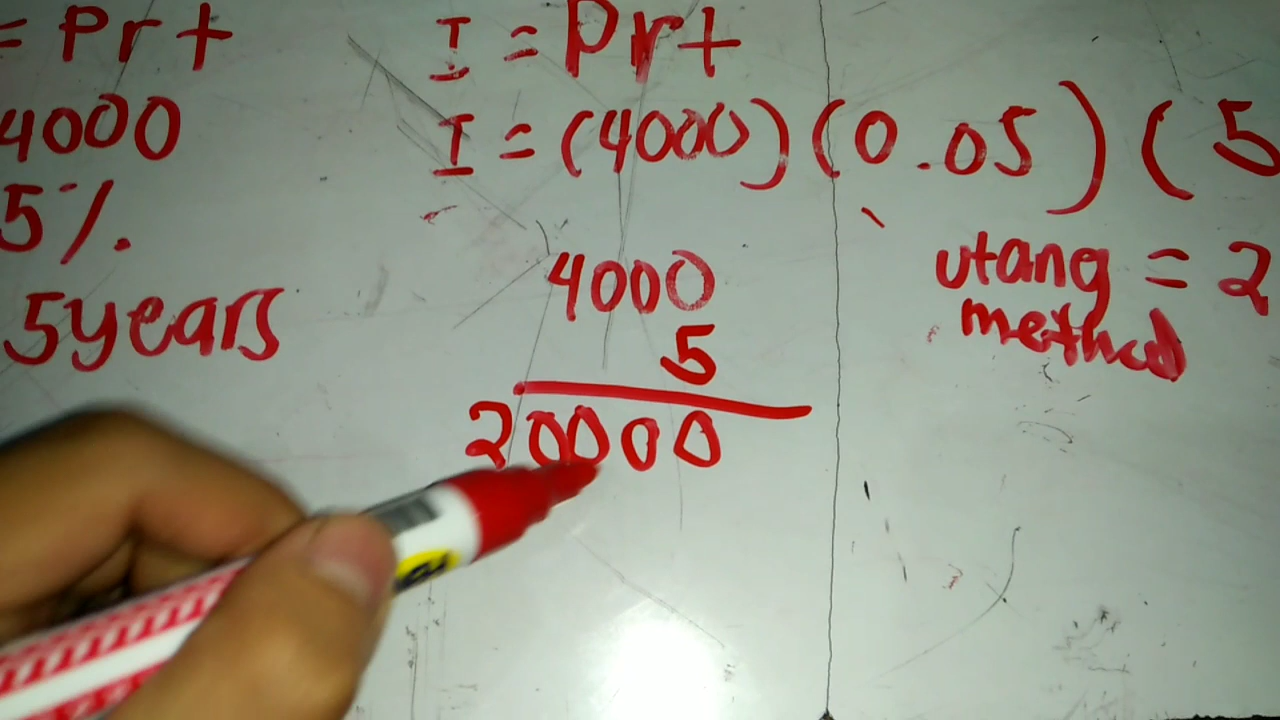 = Prt
4000
5%.
5years
I = Prt
I = (4000) (0.05) (5
4000
5
20000
utang = 2
method